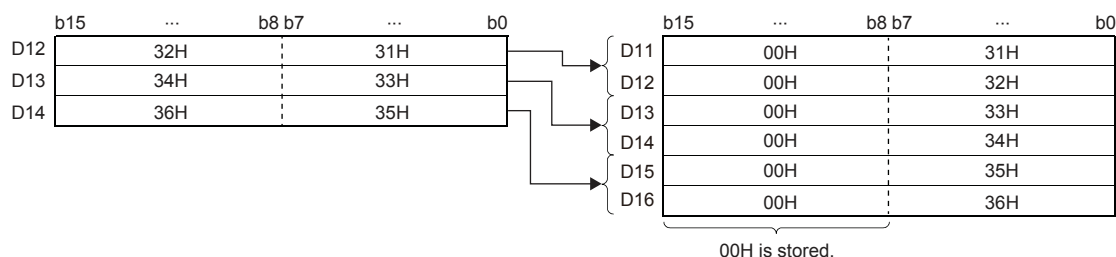 b15 ... b8 b7 ... b0
D12 32H 31H
D13 34H 33H
D14 36H 35H
b15 ... b8 b7 ... b0
D11 00H 31H
D12 00H 32H
D13 00H 33H
D14 00H 34H
D15 00H 35H
D16 00H 36H
00H is stored.